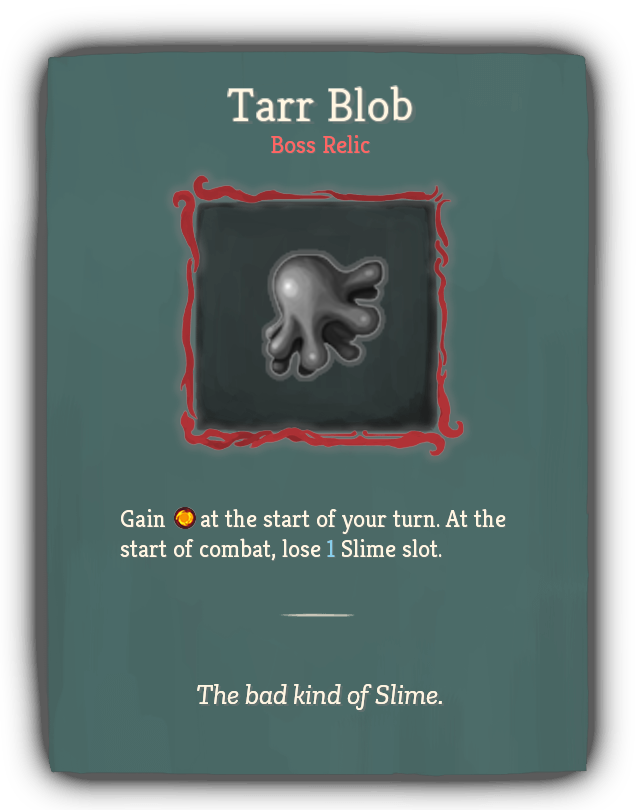 Tarr Blob
Boss Relic
Gain at the start of your turn. At the
start of combat, lose 1 Slime slot.
The bad kind of Slime.